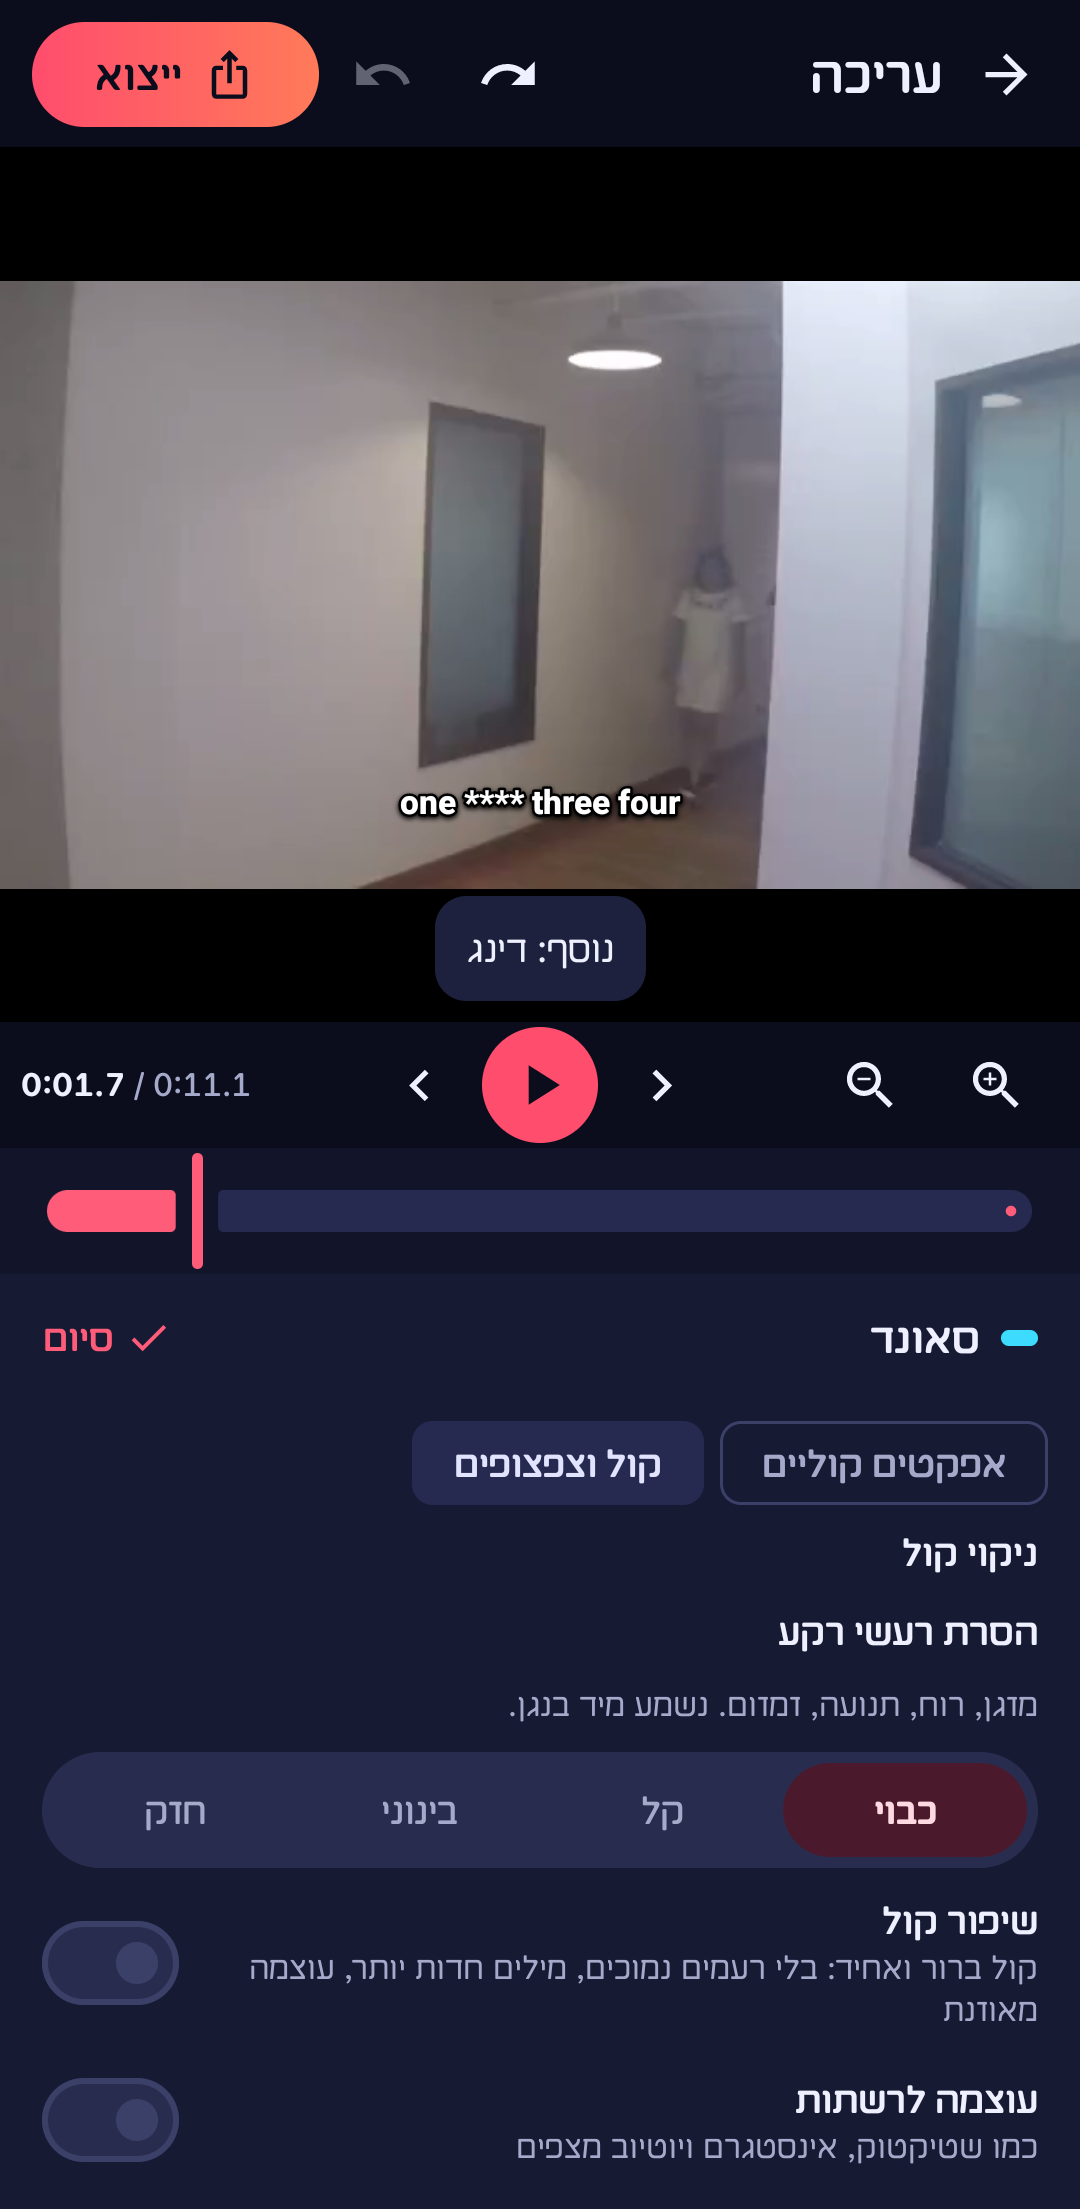 עריכה
ייצוא
one **** three four
נוסף: דינג
0:01.7 / 0:11.1
סאונד
סיום
אפקטים קוליים
קול וצפצופים
ניקוי קול
הסרת רעשי רקע
מזגן, רוח, תנועה, זמזום. נשמע מיד בנגן.
כבוי
קל
בינוני
חזק
שיפור קול
קול ברור ואחיד: בלי רעמים נמוכים, מילים חדות יותר, עוצמה
מאוזנת
עוצמה לרשתות
כמו שטיקטוק, אינסטגרם ויוטיוב מצפים